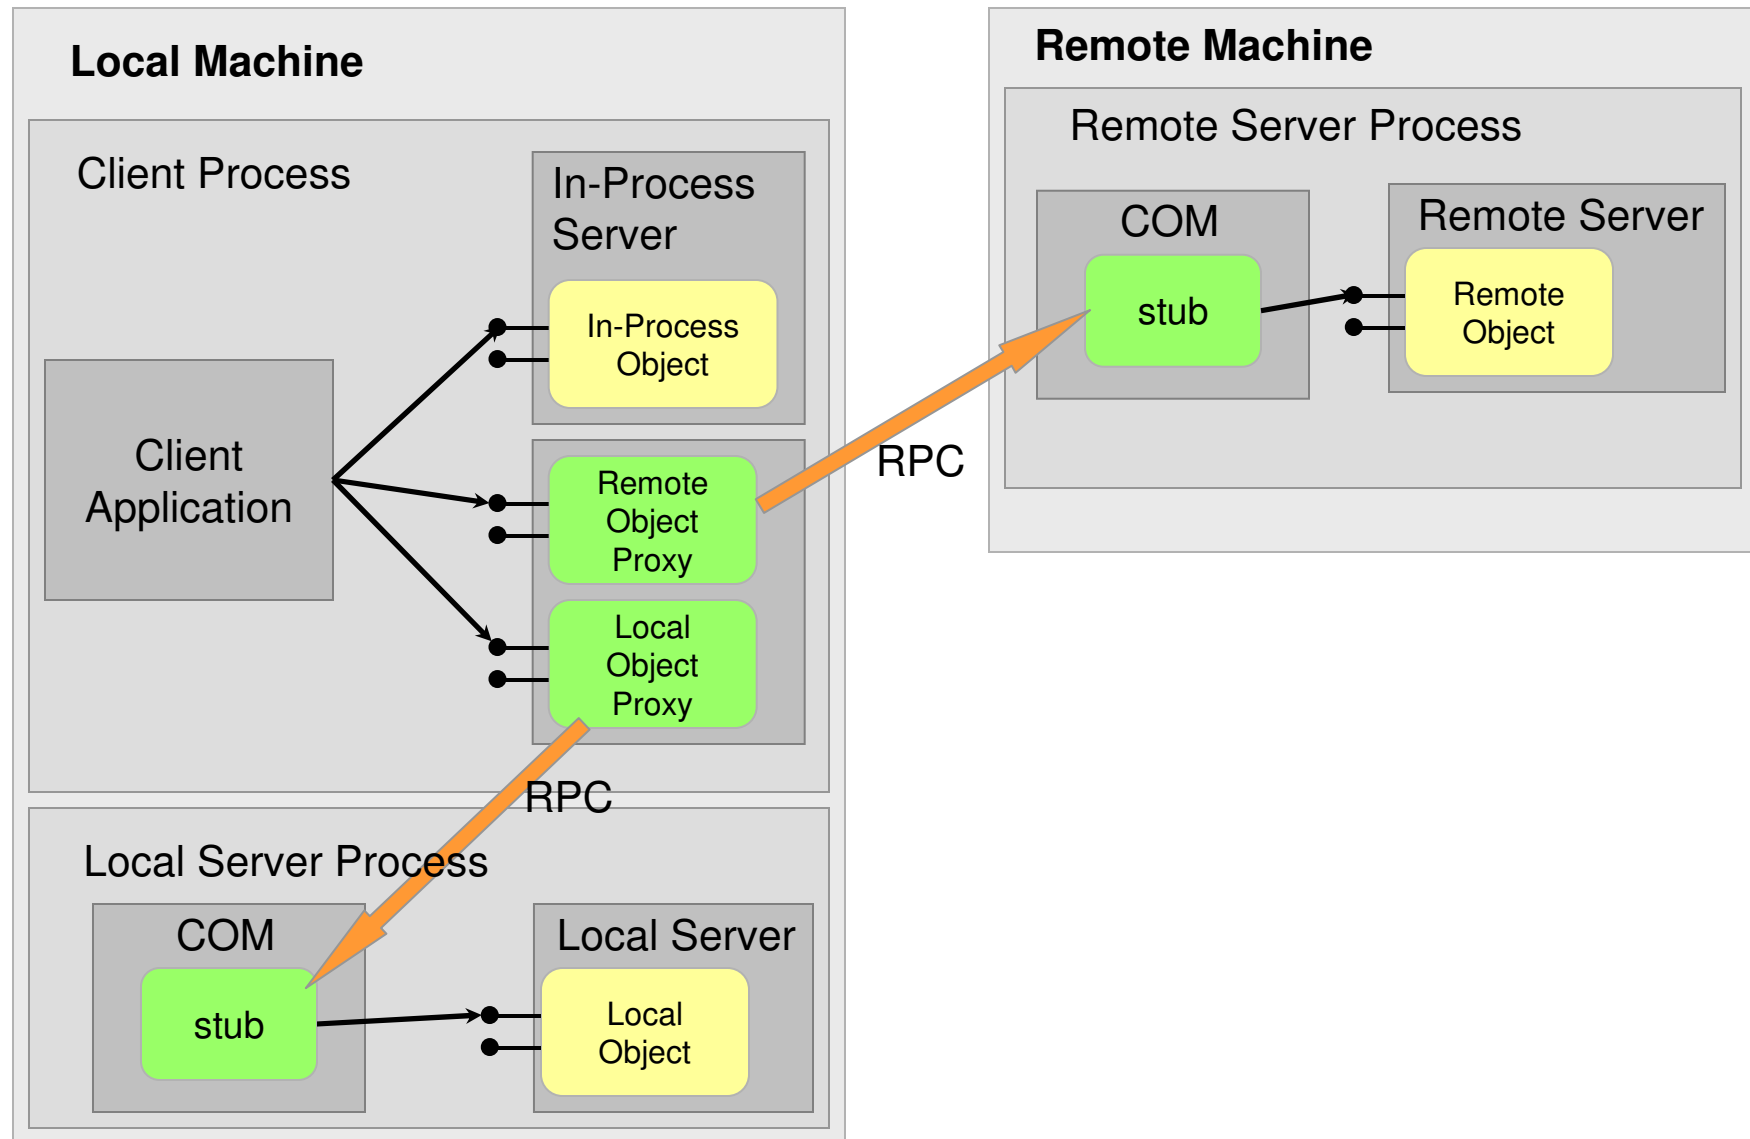 Local Machine
Client Process
In-Process
Server
In-Process
Object
Client
Application
Remote
Object
Proxy
Local
Object
Proxy
RPC
Local Server Process
COM
stub
Local Server
Local
Object
RPC
Remote Machine
Remote Server Process
COM
stub
Remote Server
Remote
Object